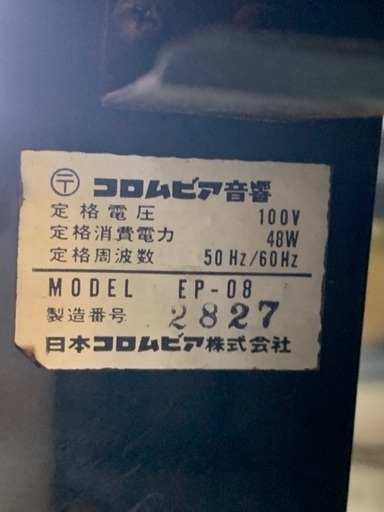 〶 コロムビア音響
定格電圧 100V
定格消費電力 48W
定格周波数 50Hz/60Hz
MODEL EP-08
製造番号 2827
日本コロムビア株式会社